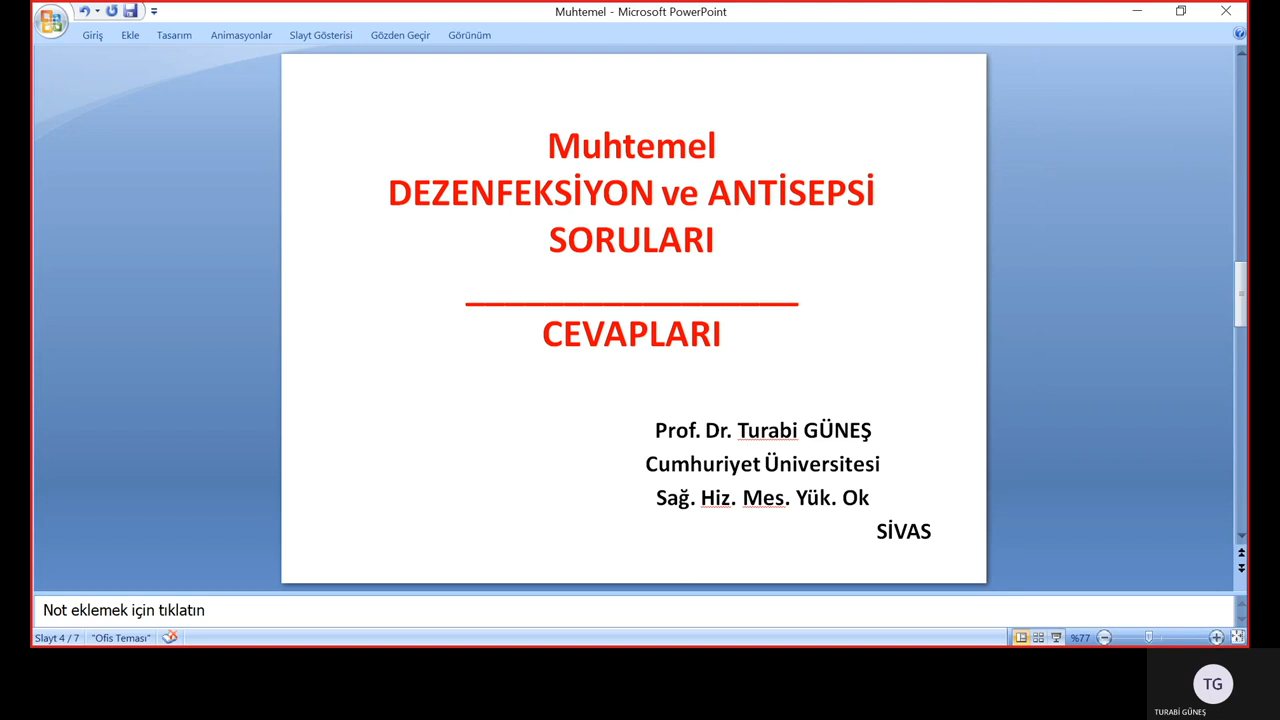 Muhtemel - Microsoft PowerPoint
Giriş Ekle Tasarım Animasyonlar Slayt Gösterisi Gözden Geçir Görünüm
Muhtemel
DEZENFEKSİYON ve ANTİSEPSİ
SORULARI
_________________
CEVAPLARI
Prof. Dr. Turabi GÜNEŞ
Cumhuriyet Üniversitesi
Sağ. Hiz. Mes. Yük. Ok
SİVAS
Not eklemek için tıklatın
Slayt 4 / 7 "Ofis Teması" %77
TG
TURABİ GÜNEŞ